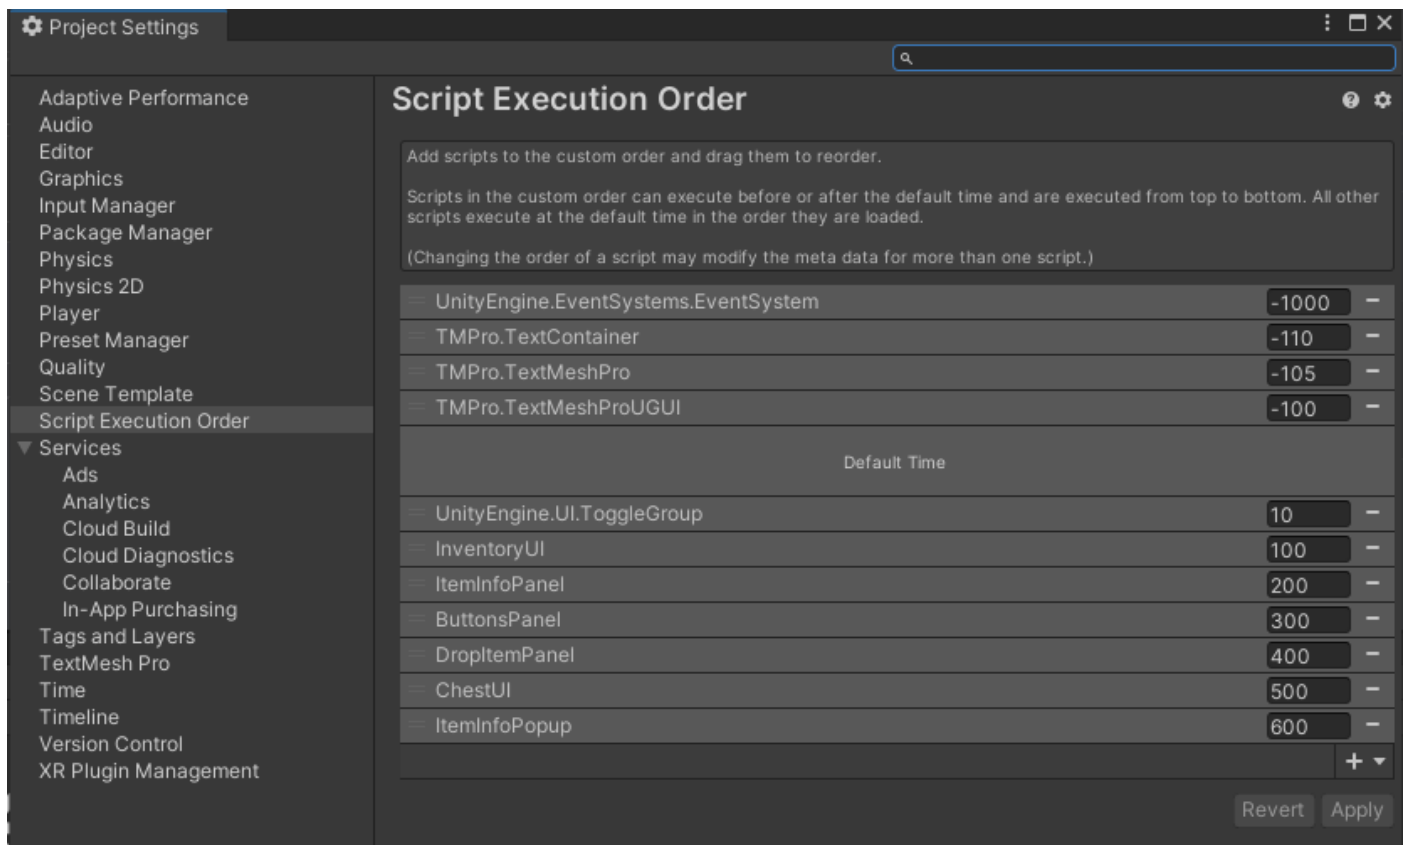 Project Settings
Adaptive Performance
Audio
Editor
Graphics
Input Manager
Package Manager
Physics
Physics 2D
Player
Preset Manager
Quality
Scene Template
Script Execution Order
Services
Ads
Analytics
Cloud Build
Cloud Diagnostics
Collaborate
In-App Purchasing
Tags and Layers
TextMesh Pro
Time
Timeline
Version Control
XR Plugin Management
Script Execution Order
Add scripts to the custom order and drag them to reorder.
Scripts in the custom order can execute before or after the default time and are executed from top to bottom. All other
scripts execute at the default time in the order they are loaded.
(Changing the order of a script may modify the meta data for more than one script.)
UnityEngine.EventSystems.EventSystem -1000
TMPro.TextContainer -110
TMPro.TextMeshPro -105
TMPro.TextMeshProUGUI -100
Default Time
UnityEngine.UI.ToggleGroup 10
InventoryUI 100
ItemInfoPanel 200
ButtonsPanel 300
DropItemPanel 400
ChestUI 500
ItemInfoPopup 600
Revert Apply